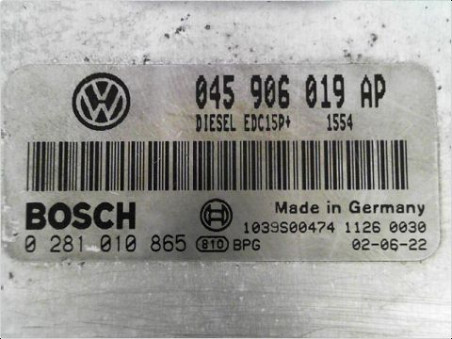 045 906 019 AP
DIESEL EDC15P+ 1554
BOSCH
Made in Germany
1039S00474 1126 0030
0 281 010 865 810 BPG 02-06-22